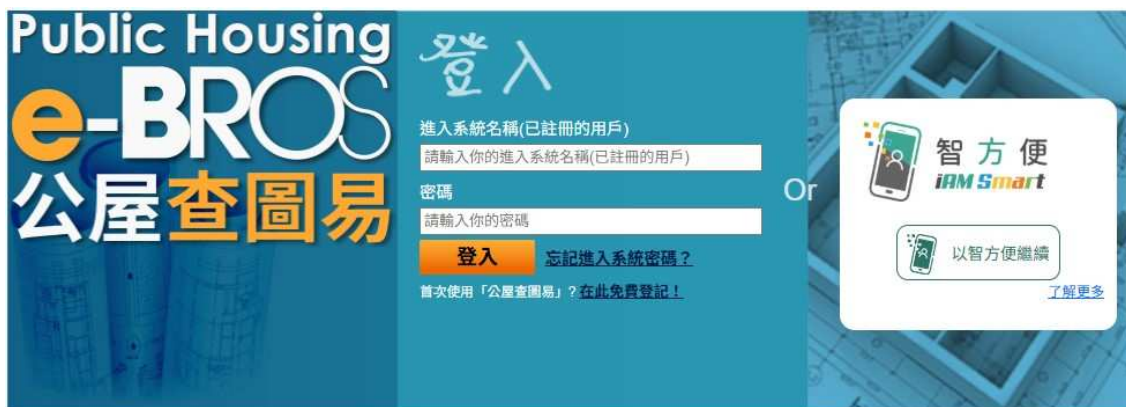 Public Housing
e-BROS
公屋查圖易
登入
進入系統名稱(已註冊的用戶)
請輸入你的進入系統名稱(已註冊的用戶)
密碼
請輸入你的密碼
登入 忘記進入系統密碼？
首次使用「公屋查圖易」? 在此免費登記！
Or
智方便
iAM Smart
以智方便繼續
了解更多